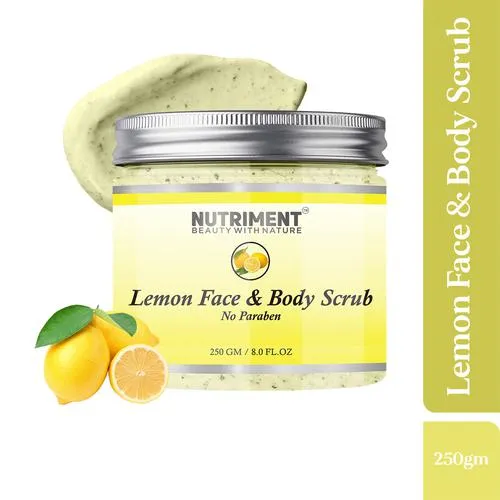 NUTRIMENT™
BEAUTY WITH NATURE
Lemon Face & Body Scrub
No Paraben
250 GM / 8.0 FL.OZ
Lemon Face & Body Scrub
250gm